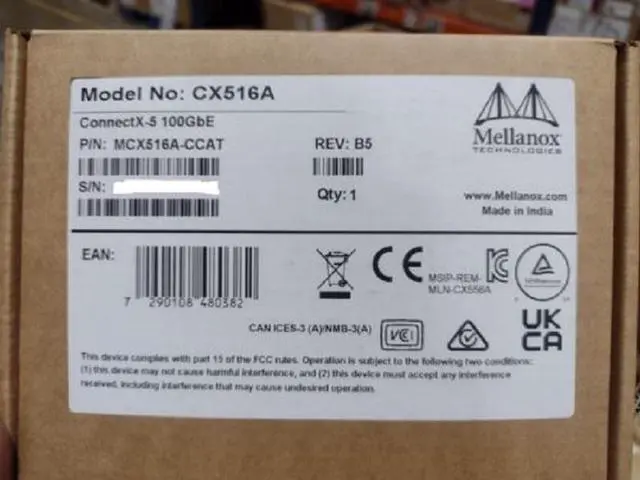 Model No: CX516A
ConnectX-5 100GbE
P/N: MCX516A-CCAT
REV: B5
S/N:
Qty: 1
Mellanox
TECHNOLOGIES
www.Mellanox.com
Made in India
EAN:
7 290108 480382
MSIP-REM-
MLN-CX556A
CE
UK
CA
CAN ICES-3 (A)/NMB-3(A)
VCCI
This device complies with part 15 of the FCC rules. Operation is subject to the following two conditions:
(1) this device may not cause harmful interference, and (2) this device must accept any interference
received, including interference that may cause undesired operation.